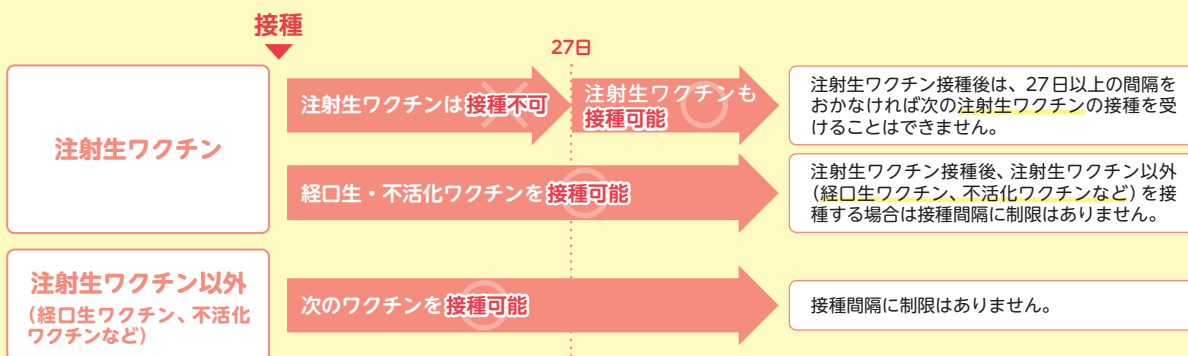 接種
27日
注射生ワクチン
注射生ワクチンは接種不可
注射生ワクチンも
接種可能
注射生ワクチン接種後は、27日以上の間隔を
おかなければ次の注射生ワクチンの接種を受
けることはできません。
経口生・不活化ワクチンを接種可能
注射生ワクチン接種後、注射生ワクチン以外
(経口生ワクチン、不活化ワクチンなど)を接
種する場合は接種間隔に制限はありません。
注射生ワクチン以外
(経口生ワクチン、不活化
ワクチンなど)
次のワクチンを接種可能
接種間隔に制限はありません。